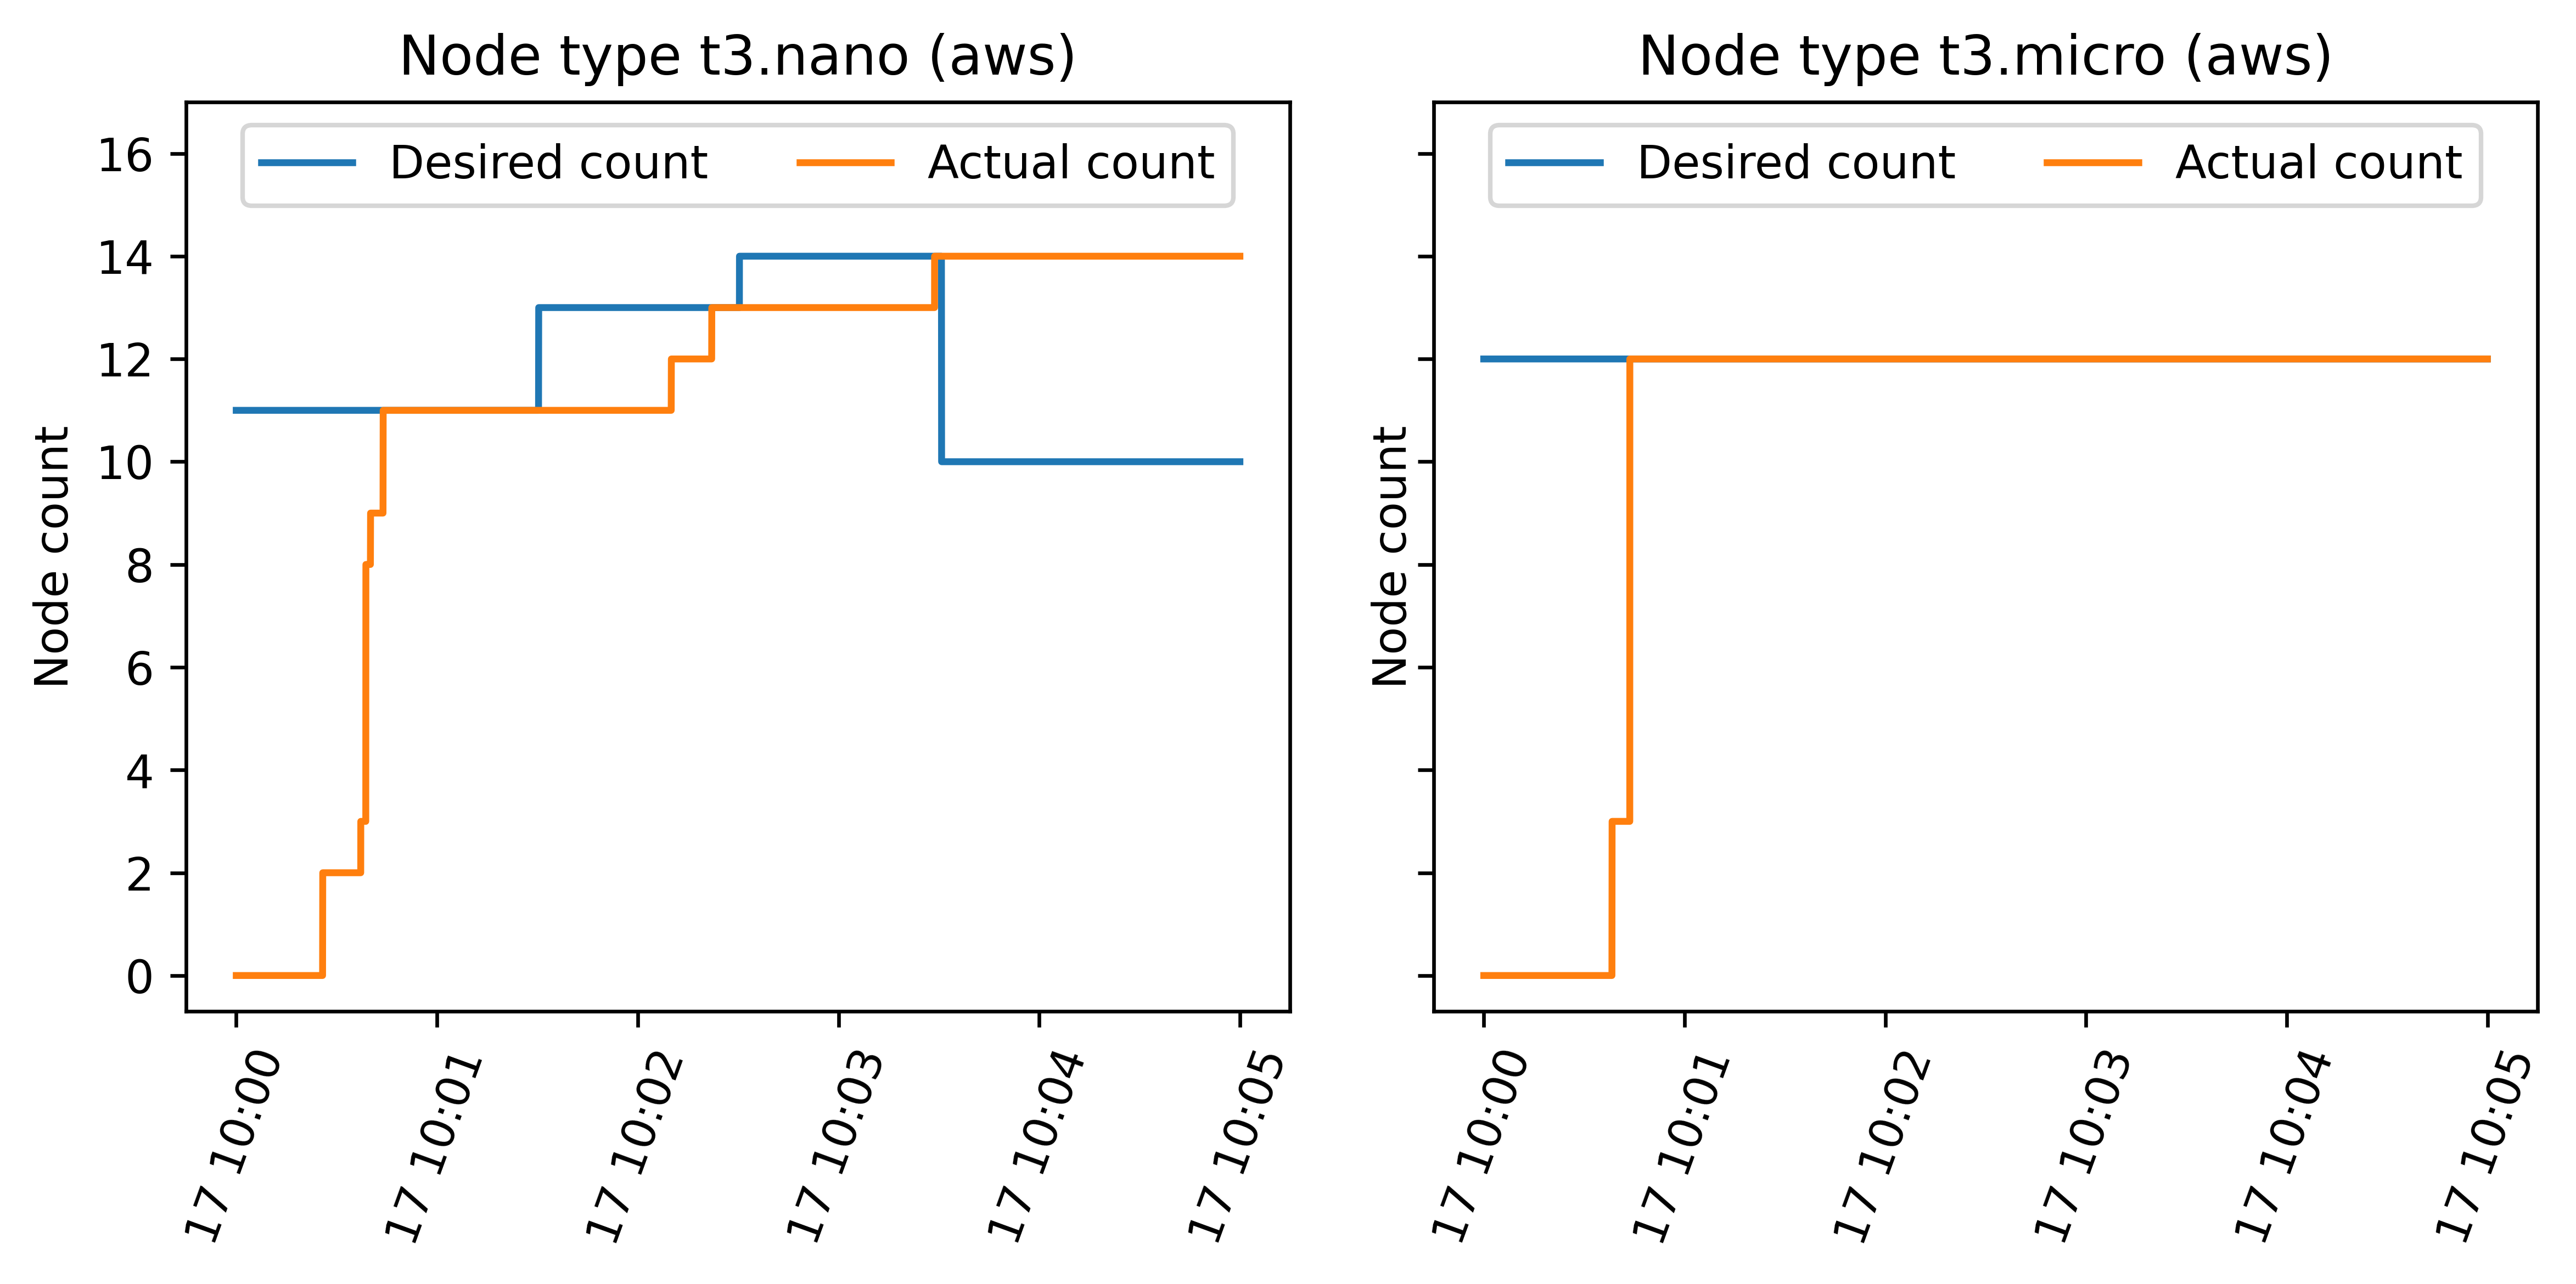 Node type t3.nano (aws)
Desired count
Actual count
Node count
16
14
12
10
8
6
4
2
0
17 10:00
17 10:01
17 10:02
17 10:03
17 10:04
17 10:05
Node type t3.micro (aws)
Desired count
Actual count
Node count
17 10:00
17 10:01
17 10:02
17 10:03
17 10:04
17 10:05